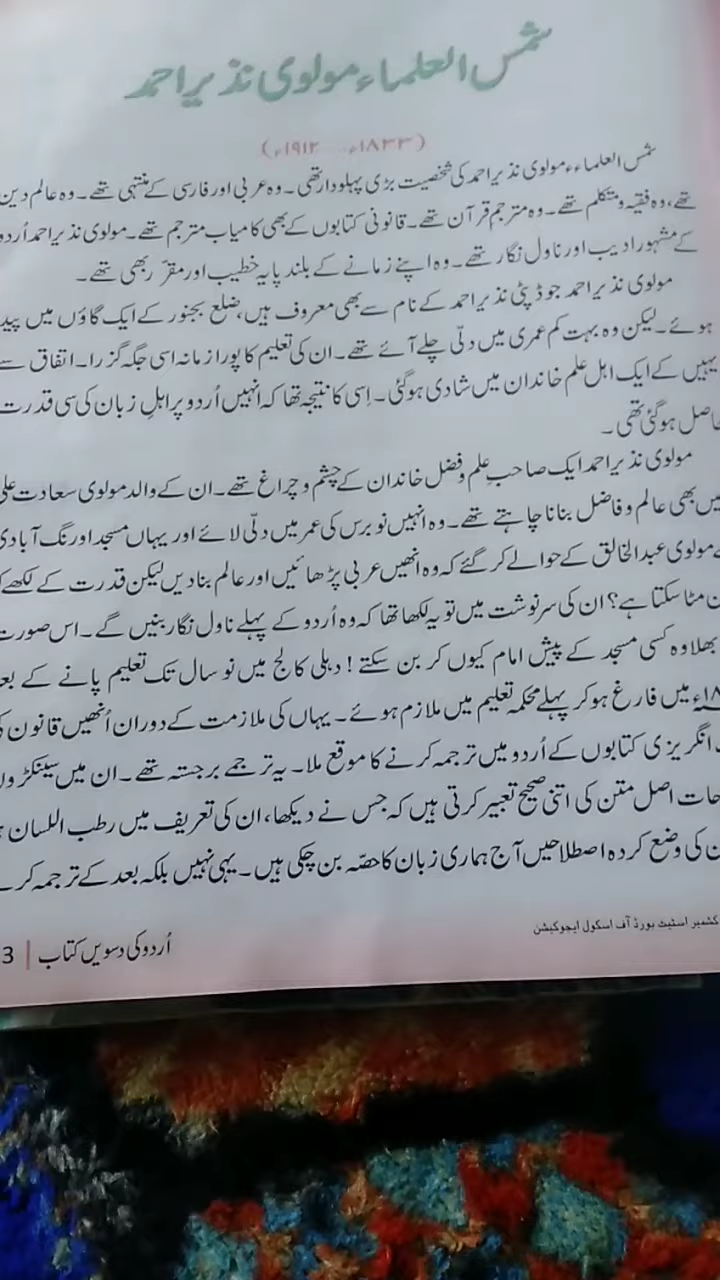 شمس العلماء مولوی نذیر احمد
(۱۸۳۳ء... ۱۹۱۲ء)
شمس العلماء مولوی نذیر احمد کی شخصیت بڑی پہلودار تھی۔ وہ عربی اور فارسی کے منتہی تھے۔ وہ عالم دین
تھے، وہ فقیہ و متکلم تھے۔ وہ مترجم قرآن تھے۔ قانونی کتابوں کے بھی کامیاب مترجم تھے۔ مولوی نذیر احمد اُردو
کے مشہور ادیب اور ناول نگار تھے۔ وہ اپنے زمانے کے بلند پایہ خطیب اور مقرّر بھی تھے۔
مولوی نذیر احمد جو ڈپٹی نذیر احمد کے نام سے بھی معروف ہیں، ضلع بجنور کے ایک گاؤں میں پید
ہوئے۔ لیکن وہ بہت کم عمری میں دلّی چلے آئے تھے۔ ان کی تعلیم کا پورا زمانہ اسی جگہ گزرا۔ اتفاق سے
یہیں کے ایک اہل علم خاندان میں شادی ہوگئی۔ اِسی کا نتیجہ تھا کہ انہیں اُردو پر اہلِ زبان کی سی قدرت
حاصل ہوگئی تھی۔
مولوی نذیر احمد ایک صاحبِ علم و فضل خاندان کے چشم و چراغ تھے۔ ان کے والد مولوی سعادت علی
بھی عالم و فاضل بنانا چاہتے تھے۔ وہ انہیں نو برس کی عمر میں دلّی لائے اور یہاں مسجد اورنگ آبادی
مولوی عبدالخالق کے حوالے کر گئے کہ وہ انھیں عربی پڑھائیں اور عالم بنادیں لیکن قدرت کے لکھے
مٹا سکتا ہے؟ ان کی سرنوشت میں تو یہ لکھا تھا کہ وہ اُردو کے پہلے ناول نگار بنیں گے۔ اس صورت
بھلا وہ کسی مسجد کے پیش امام کیوں کر بن سکتے! دہلی کالج میں نو سال تک تعلیم پانے کے بع
میں فارغ ہوکر پہلے محکمہ تعلیم میں ملازم ہوئے۔ یہاں کی ملازمت کے دوران اُنھیں قانون
انگریزی کتابوں کے اُردو میں ترجمہ کرنے کا موقع ملا۔ یہ ترجمے برجستہ تھے۔ ان میں سینکڑوں
حات اصل متن کی اتنی صحیح تعبیر کرتی ہیں کہ جس نے دیکھا، ان کی تعریف میں رطب اللسان
ن کی وضع کردہ اصطلاحیں آج ہماری زبان کا حصّہ بن چکی ہیں۔ یہی نہیں بلکہ بعد کے ترجمہ کر
کشمیر اسٹیٹ بورڈ آف اسکول ایجوکیشن
اُردو کی دسویں کتاب | 3